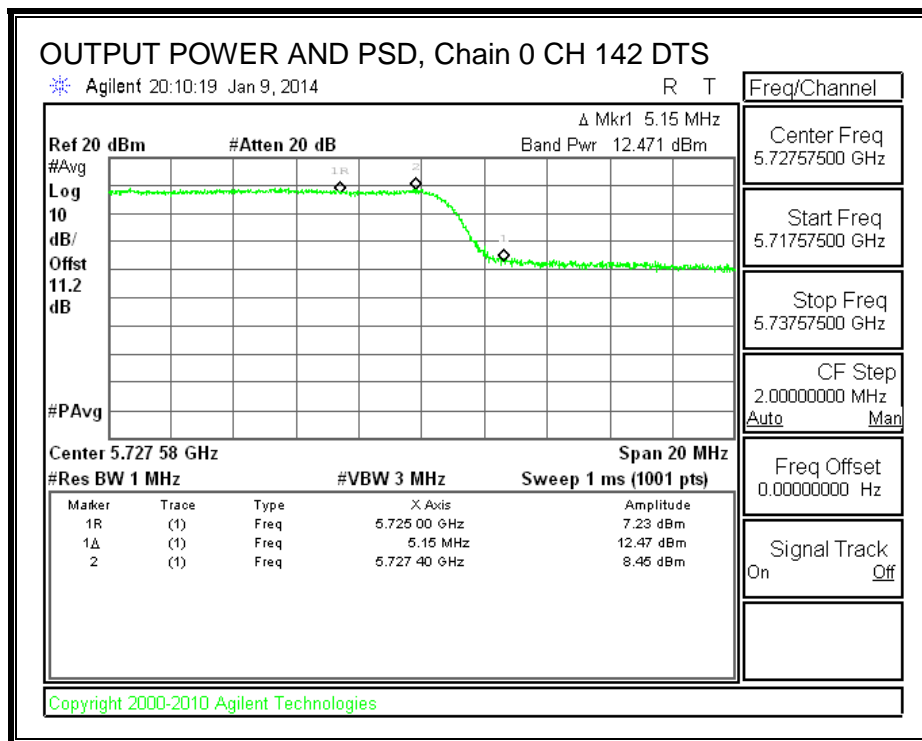 OUTPUT POWER AND PSD, Chain 0 CH 142 DTS
Agilent 20:10:19 Jan 9, 2014 R T
Δ Mkr1 5.15 MHz
Ref 20 dBm #Atten 20 dB Band Pwr 12.471 dBm
#Avg
Log
10
dB/
Offst
11.2
dB
#PAvg
1R
2
1
Center 5.727 58 GHz Span 20 MHz
#Res BW 1 MHz #VBW 3 MHz Sweep 1 ms (1001 pts)
Marker Trace Type X Axis Amplitude
1R (1) Freq 5.725 00 GHz 7.23 dBm
1Δ (1) Freq 5.15 MHz 12.47 dBm
2 (1) Freq 5.727 40 GHz 8.45 dBm
Freq/Channel
Center Freq
5.72757500 GHz
Start Freq
5.71757500 GHz
Stop Freq
5.73757500 GHz
CF Step
2.00000000 MHz
Auto Man
Freq Offset
0.00000000 Hz
Signal Track
On Off
Copyright 2000-2010 Agilent Technologies